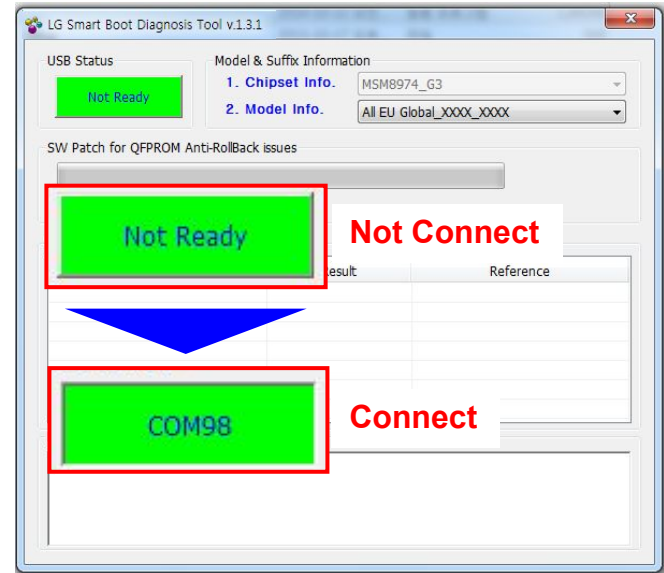 LG Smart Boot Diagnosis Tool v.1.3.1
USB Status
Not Ready
Model & Suffix Information
1. Chipset Info.
MSM8974_G3
2. Model Info.
All EU Global_XXXX_XXXX
SW Patch for QFPROM Anti-RollBack issues
Not Ready
Not Connect
Reference
COM98
Connect